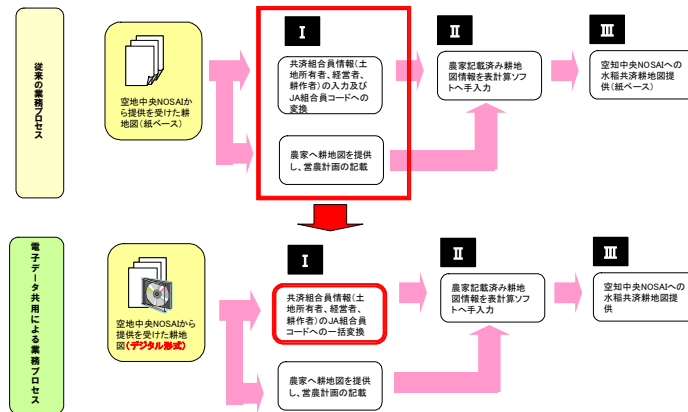 従来の業務プロセス
空地中央NOSAIか
ら提供を受けた耕
地図(紙ベース)
Ⅰ
共済組合員情報(土
地所有者、経営者、
耕作者)の入力及び
JA組合員コードへの
変換
農家へ耕地図を提供
し、営農計画の記載
Ⅱ
農家記載済み耕地
図情報を表計算ソフ
トへ手入力
Ⅲ
空知中央NOSAIへの
水稲共済耕地図提
供(紙ベース)
電子データ共用による業務プロセス
空地中央NOSAIから
提供を受けた耕地
図(デジタル形式)
Ⅰ
共済組合員情報(土
地所有者、経営者、
耕作者)のJA組合員
コードへの一括変換
農家へ耕地図を提供
し、営農計画の記載
Ⅱ
農家記載済み耕地
図情報を表計算ソフ
トへ手入力
Ⅲ
空知中央NOSAIへの
水稲共済耕地図提
供